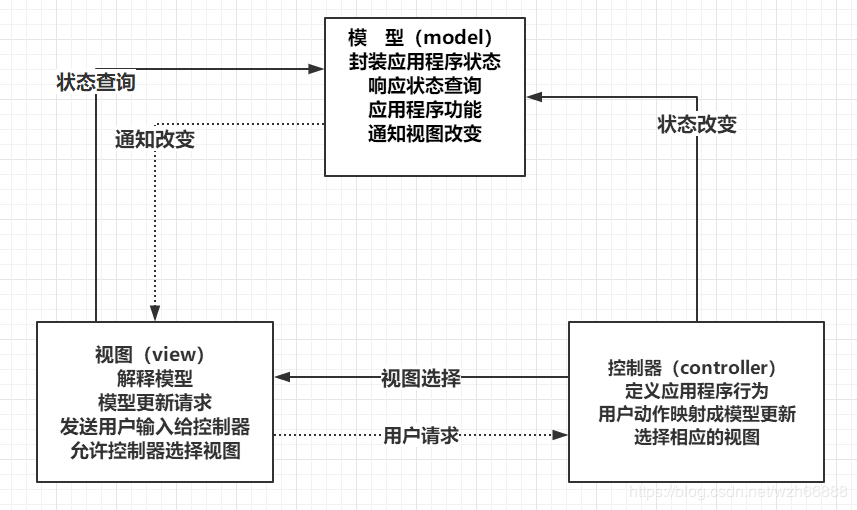 模 型（model）
封装应用程序状态
响应状态查询
应用程序功能
通知视图改变
状态查询
通知改变
状态改变
视图（view）
解释模型
模型更新请求
发送用户输入给控制器
允许控制器选择视图
视图选择
用户请求
控制器（controller）
定义应用程序行为
用户动作映射成模型更新
选择相应的视图
https://blog.csdn.net/wzh66888